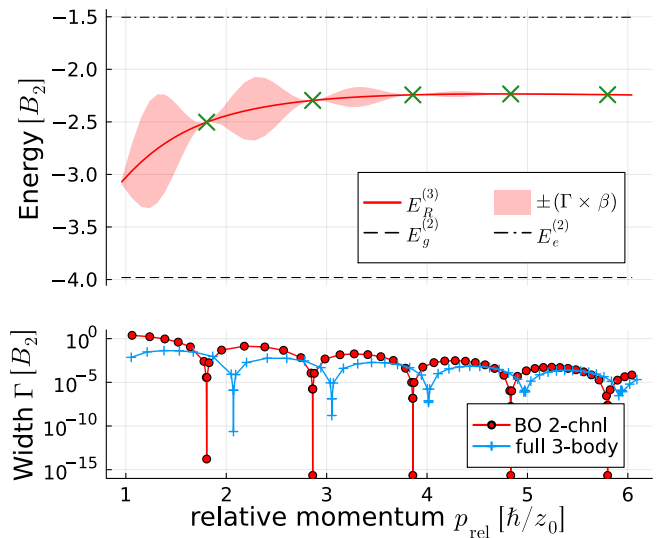 Energy [B₂]
−1.5
−2.0
−2.5
−3.0
−3.5
−4.0
E_R^{(3)}
±(Γ × β)
E_g^{(2)}
E_e^{(2)}
Width Γ [B₂]
10⁰
10⁻⁵
10⁻¹⁰
10⁻¹⁵
BO 2-chnl
full 3-body
1 2 3 4 5 6
relative momentum p_rel [ħ/z₀]